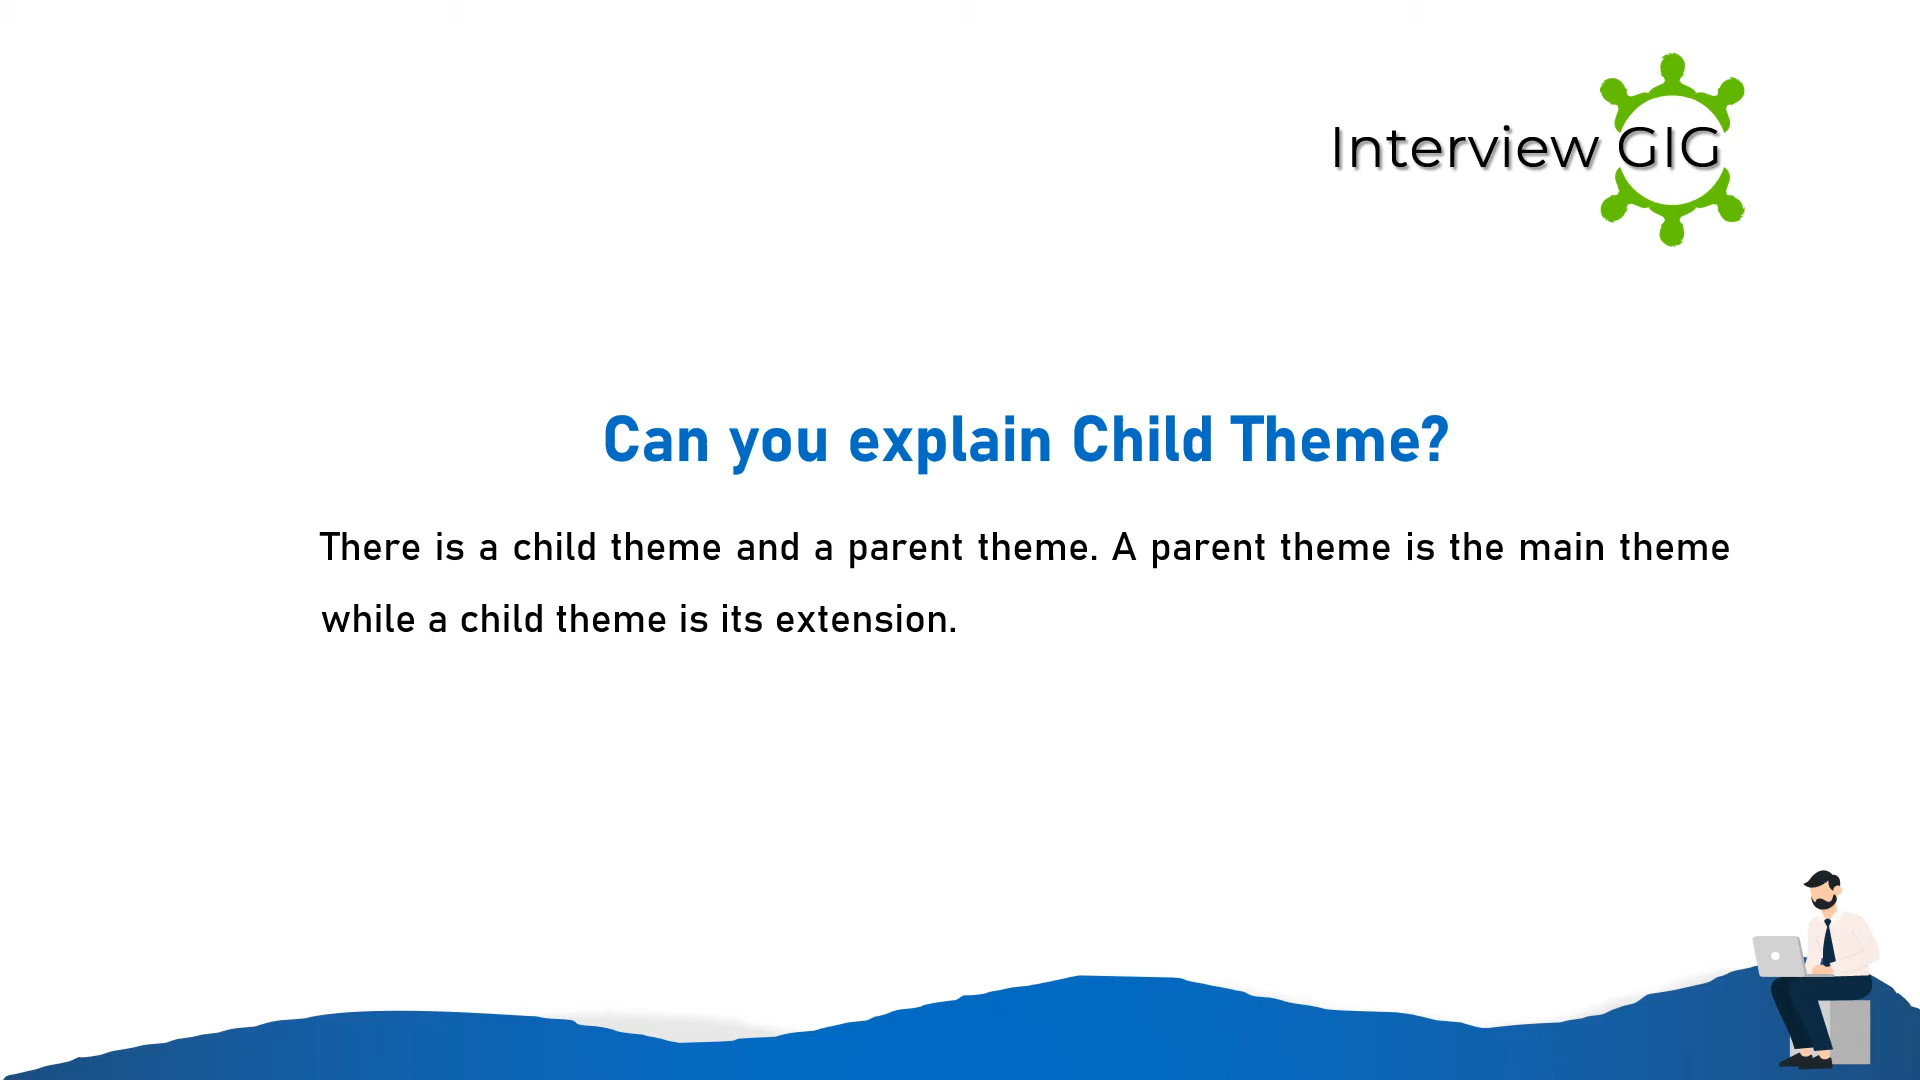 Interview GIG
Can you explain Child Theme?
There is a child theme and a parent theme. A parent theme is the main theme
while a child theme is its extension.